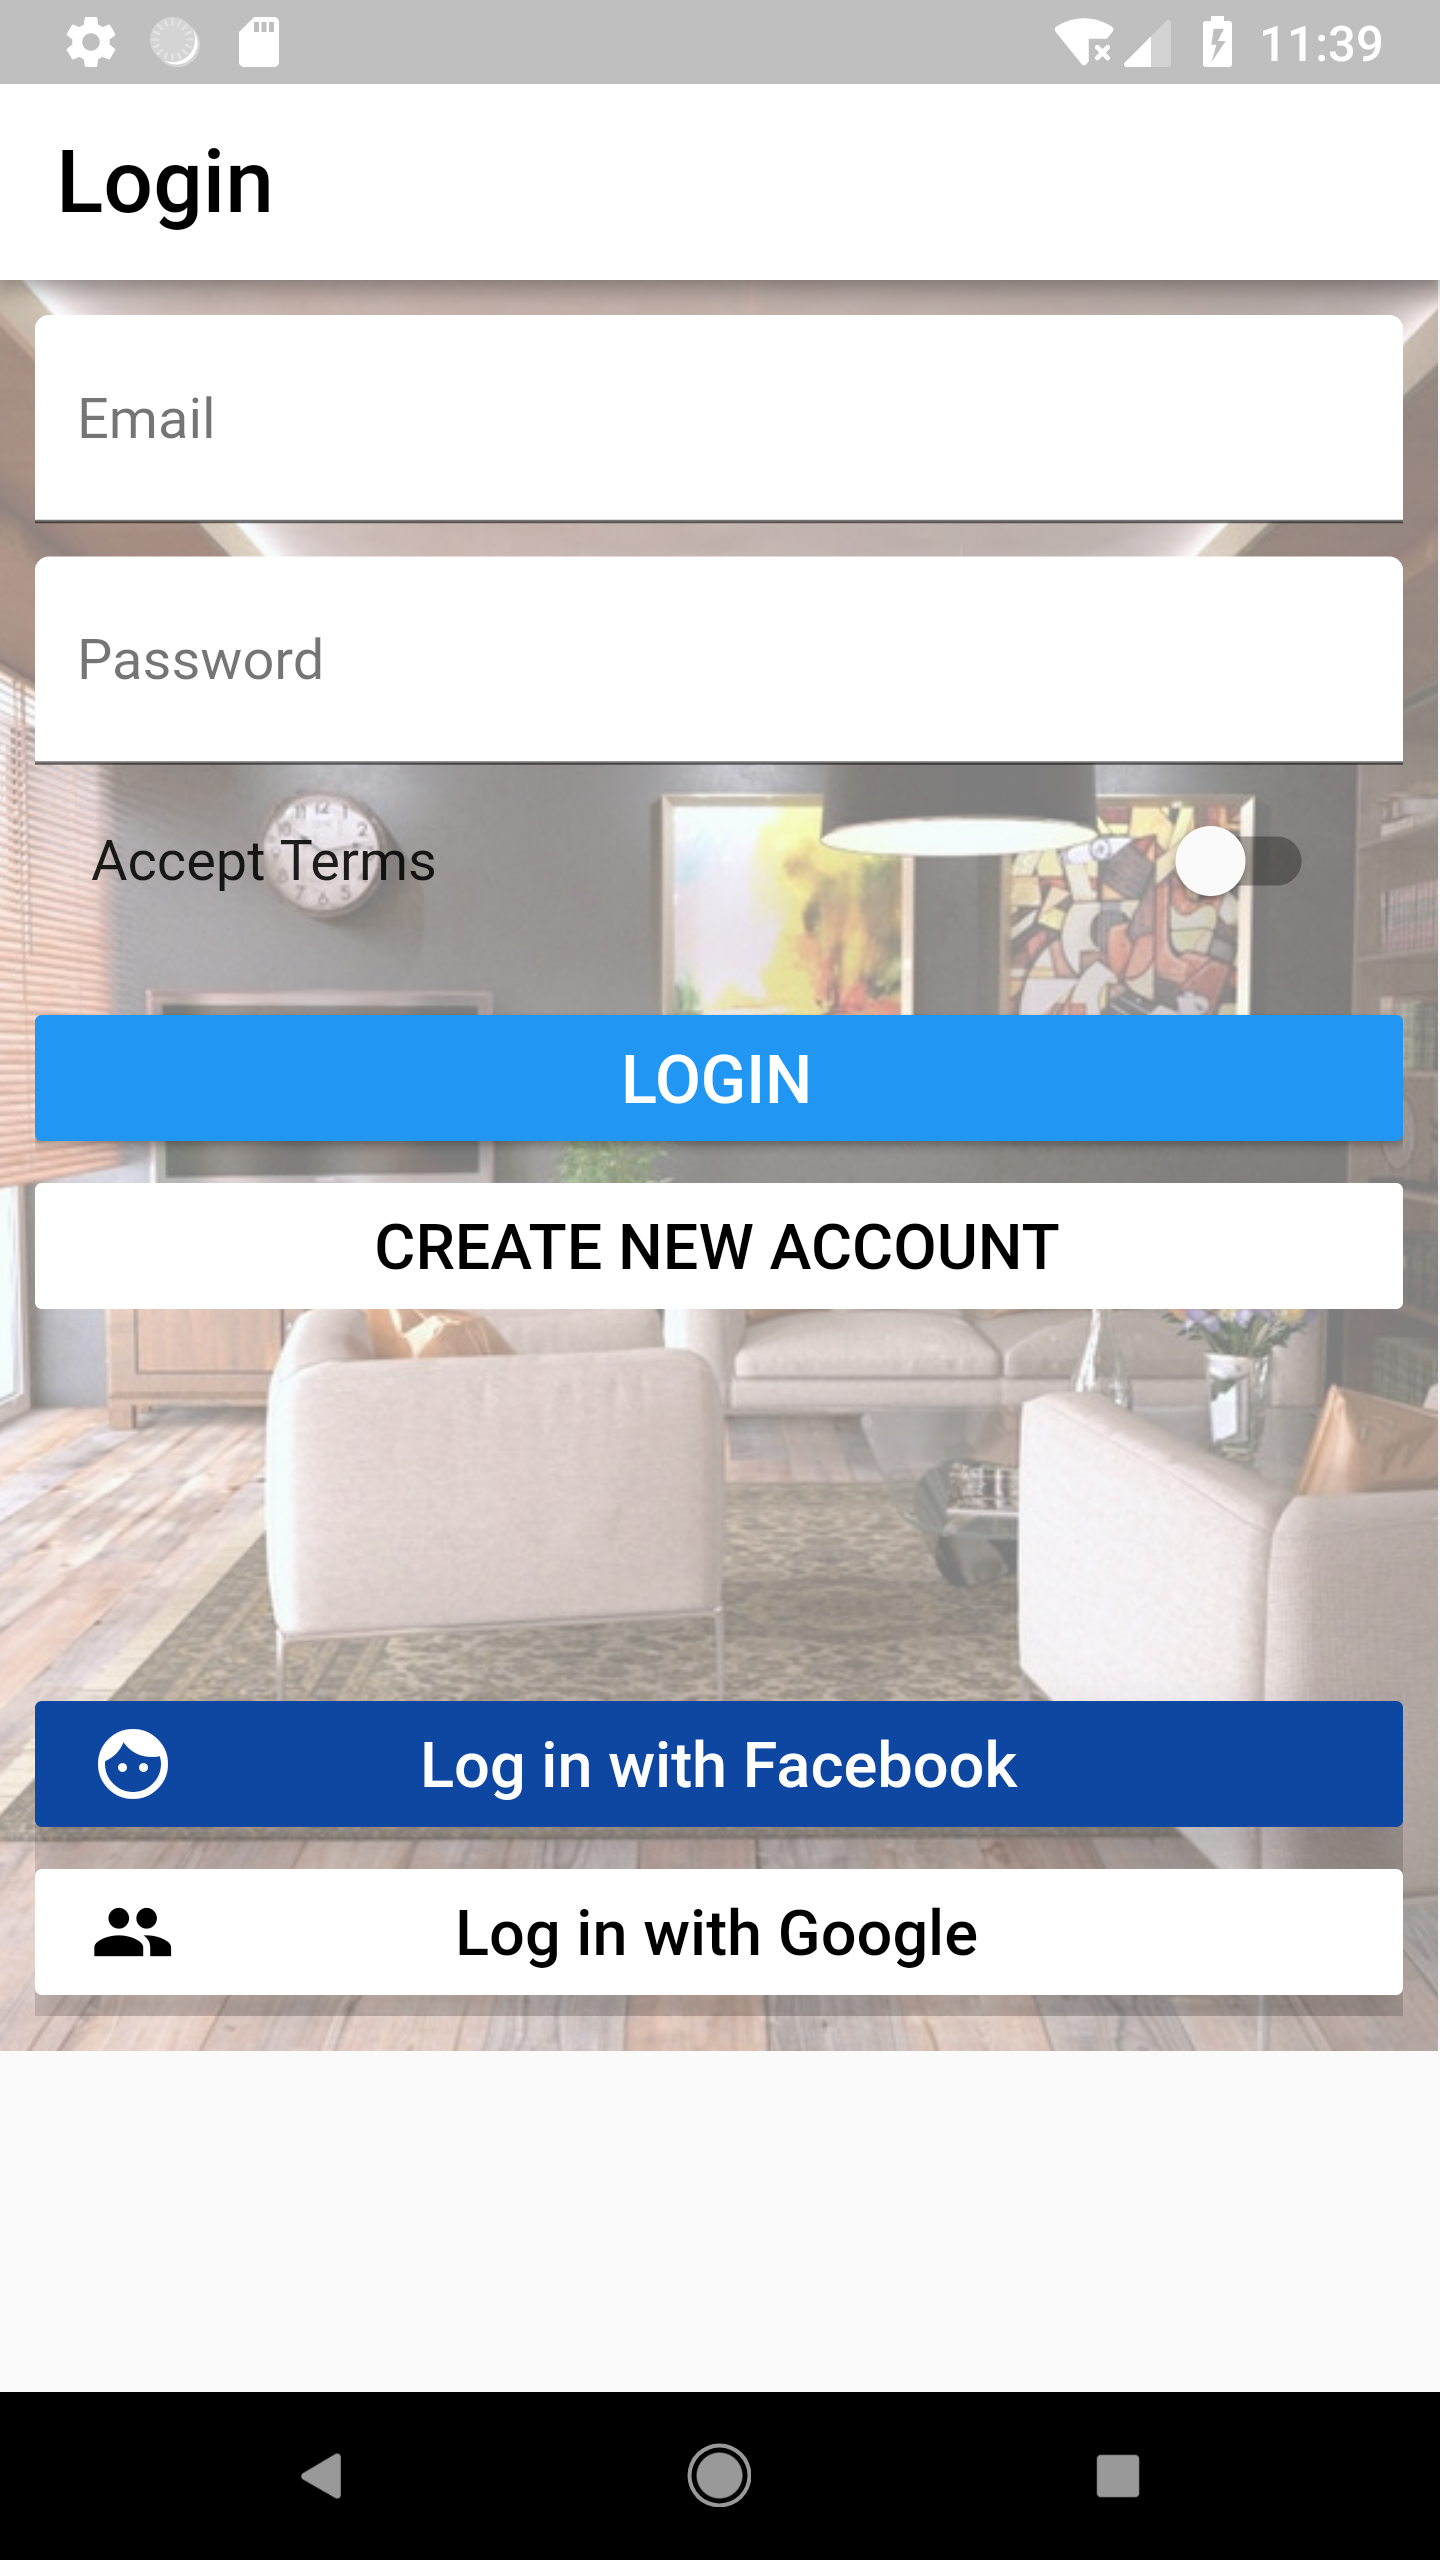 11:39
Login
Email
Password
Accept Terms
LOGIN
CREATE NEW ACCOUNT
Log in with Facebook
Log in with Google